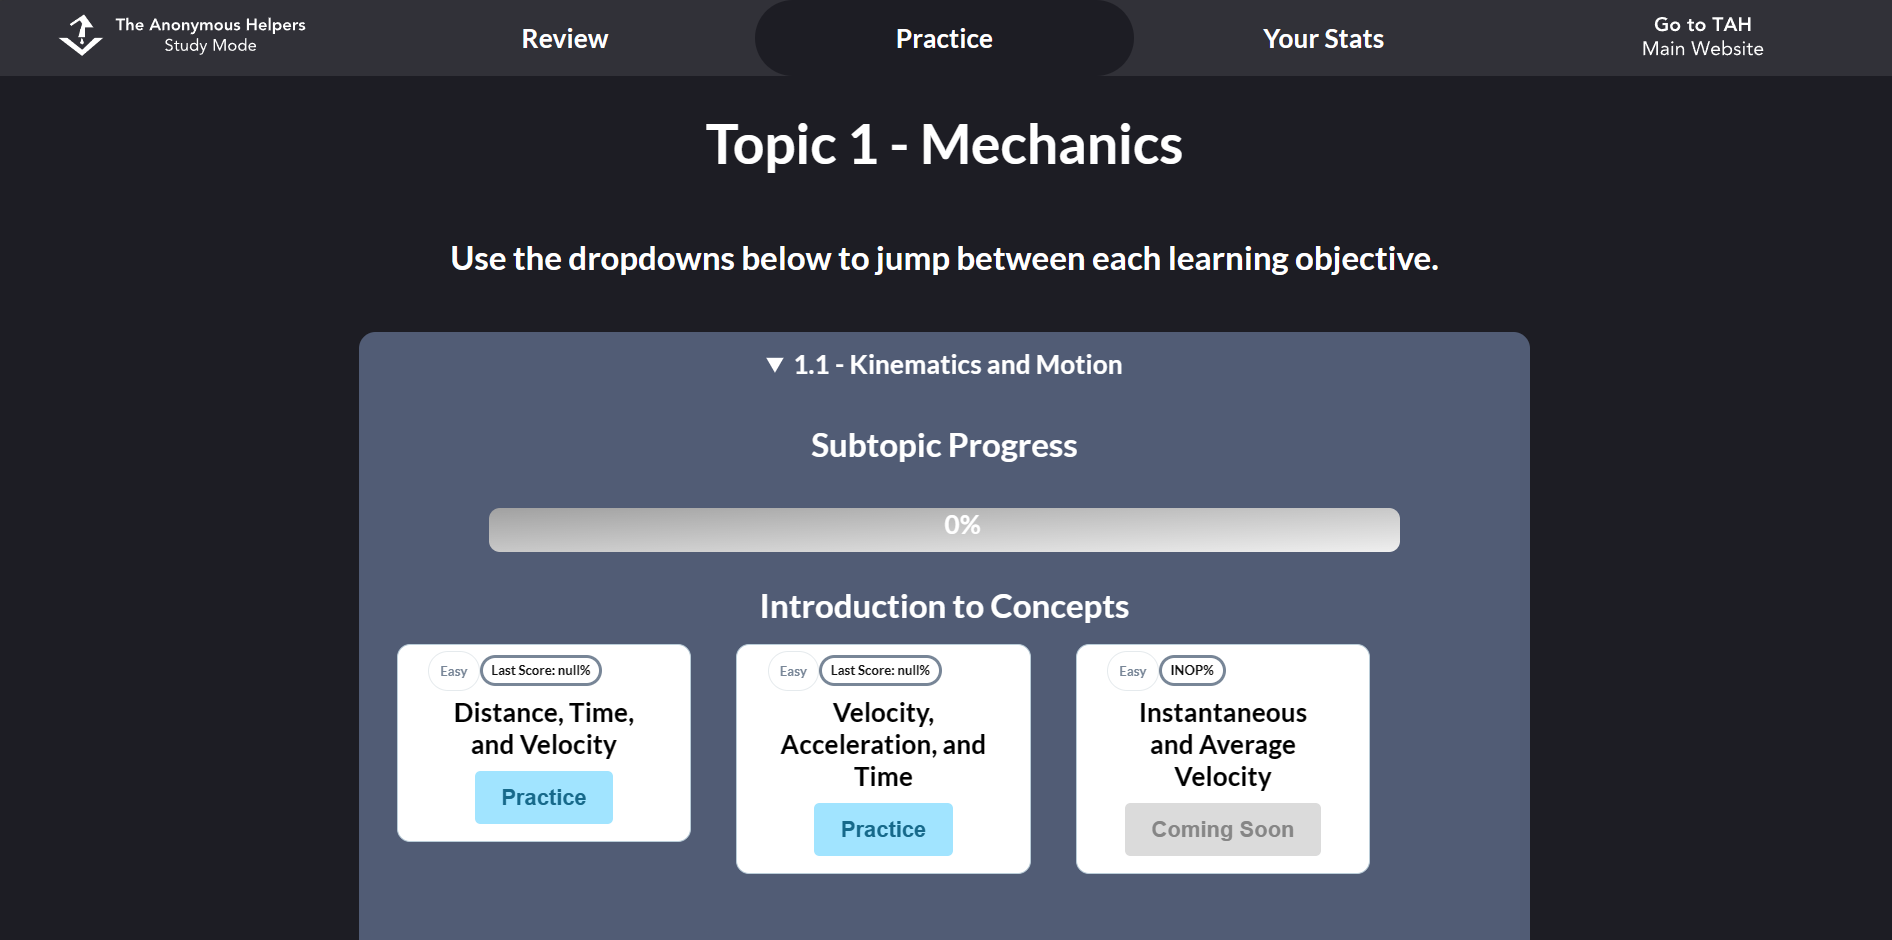 The Anonymous Helpers
Study Mode
Review
Practice
Your Stats
Go to TAH
Main Website
Topic 1 - Mechanics
Use the dropdowns below to jump between each learning objective.
▼ 1.1 - Kinematics and Motion
Subtopic Progress
0%
Introduction to Concepts
Easy
Last Score: null%
Distance, Time,
and Velocity
Practice
Easy
Last Score: null%
Velocity,
Acceleration, and
Time
Practice
Easy
INOP%
Instantaneous
and Average
Velocity
Coming Soon